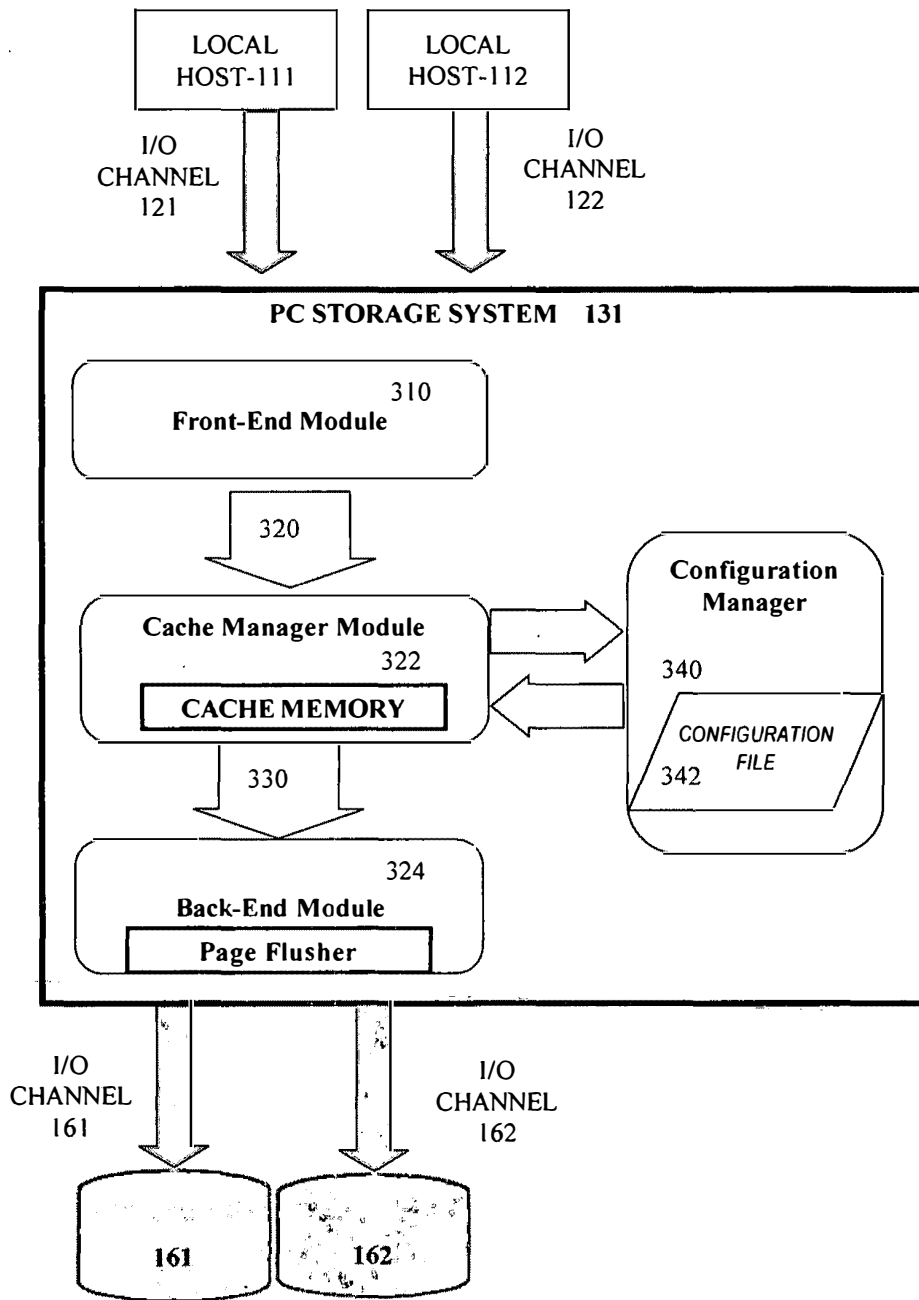 LOCAL
HOST-111
LOCAL
HOST-112
I/O
CHANNEL
121
I/O
CHANNEL
122
PC STORAGE SYSTEM 131
310
Front-End Module
320
Configuration
Manager
Cache Manager Module
322
CACHE MEMORY
340
CONFIGURATION
FILE
342
330
324
Back-End Module
Page Flusher
I/O
CHANNEL
161
I/O
CHANNEL
162
161
162